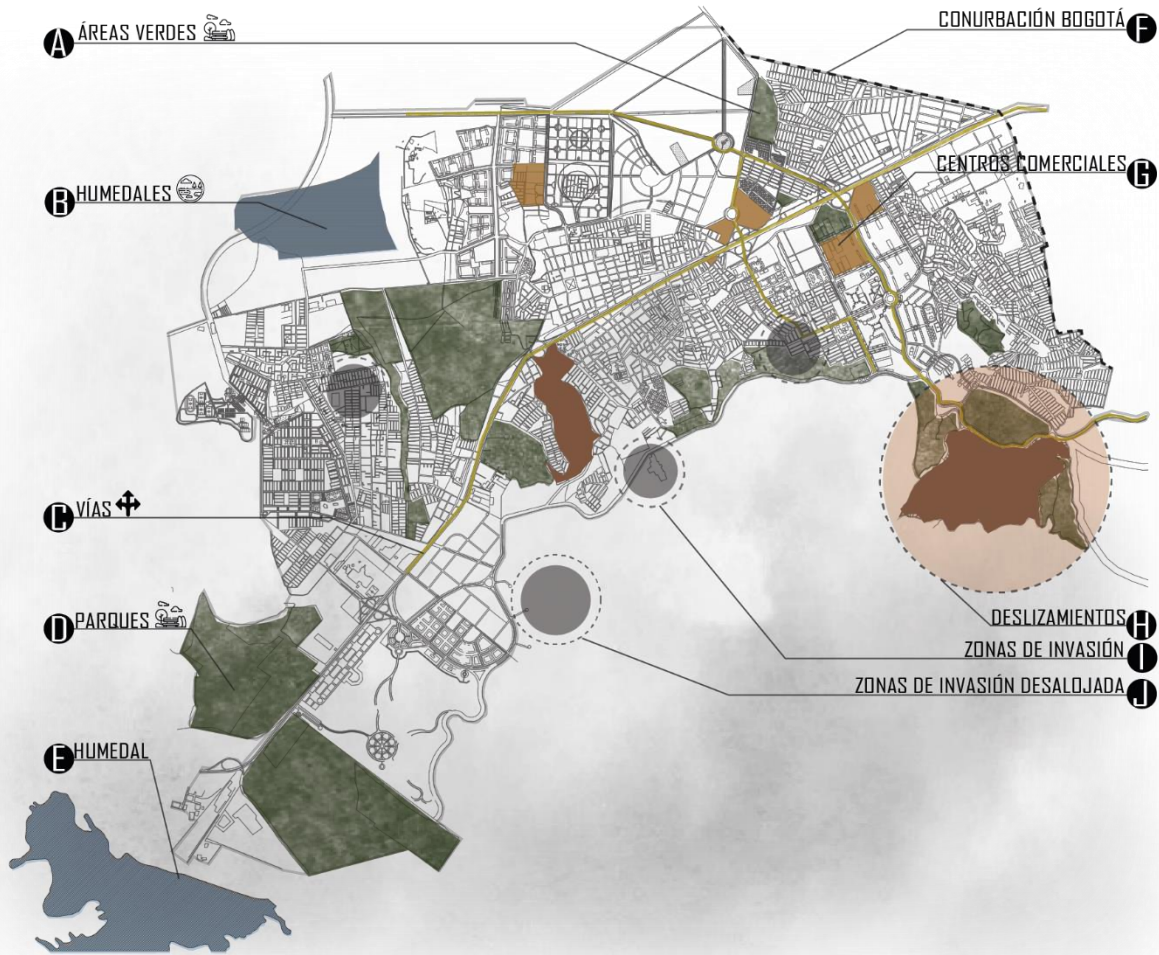 A ÁREAS VERDES
B HUMEDALES
C VÍAS
D PARQUES
E HUMEDAL
CONURBACIÓN BOGOTÁ F
CENTROS COMERCIALES G
DESLIZAMIENTOS H
ZONAS DE INVASIÓN I
ZONAS DE INVASIÓN DESALOJADA J